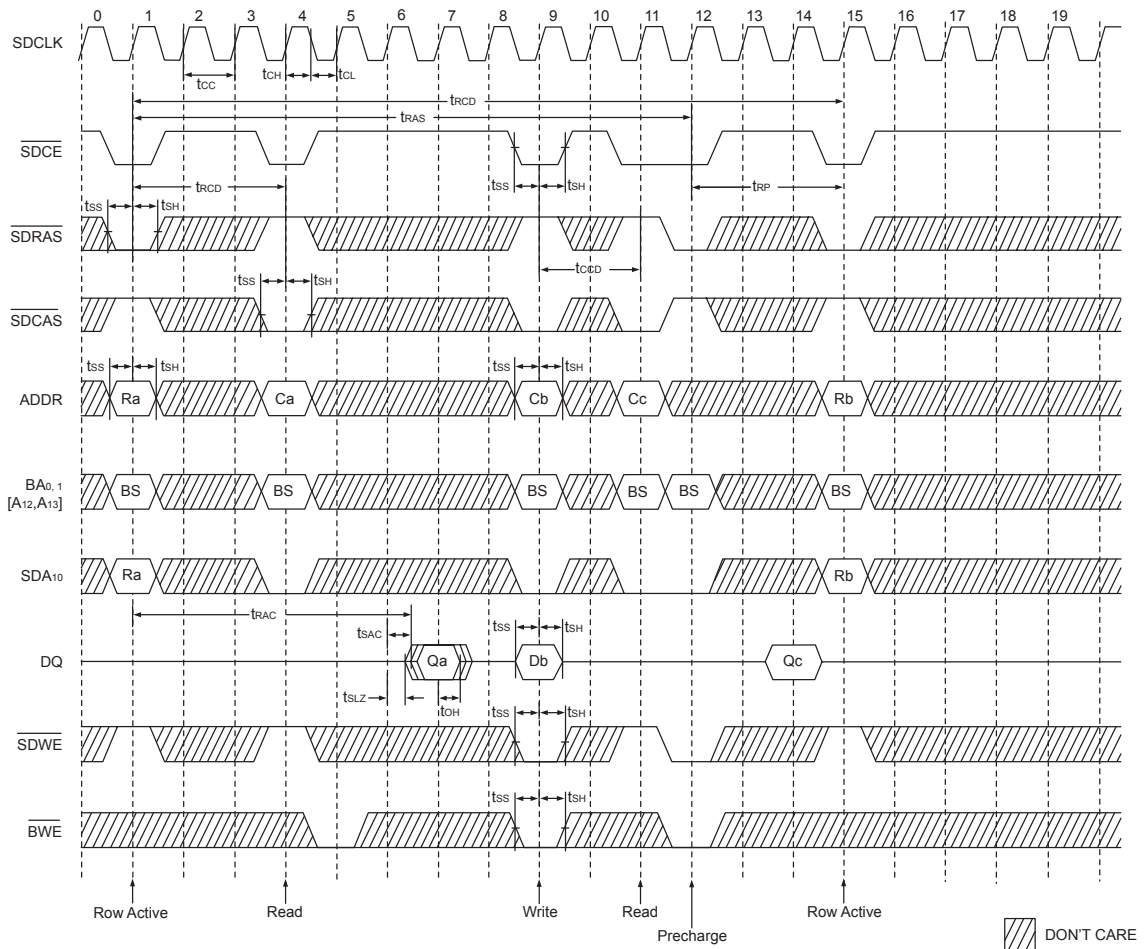 0 1 2 3 4 5 6 7 8 9 10 11 12 13 14 15 16 17 18 19
SDCLK
tCC tCH tCL
tRCD
tRAS
SDCE
tSS tSH
tRCD tRP
tSS tSH
SDRAS
tCCD
tSS tSH
SDCAS
tSS tSH tSS tSH
ADDR Ra Ca Cb Cc Rb
BA0, 1
[A12,A13]
BS BS BS BS BS BS
SDA10 Ra Rb
tRAC
tSAC tSS tSH
DQ Qa Db Qc
tSLZ tOH tSS tSH
SDWE
tSS tSH
BWE
Row Active Read Write Read Row Active
Precharge
DON'T CARE